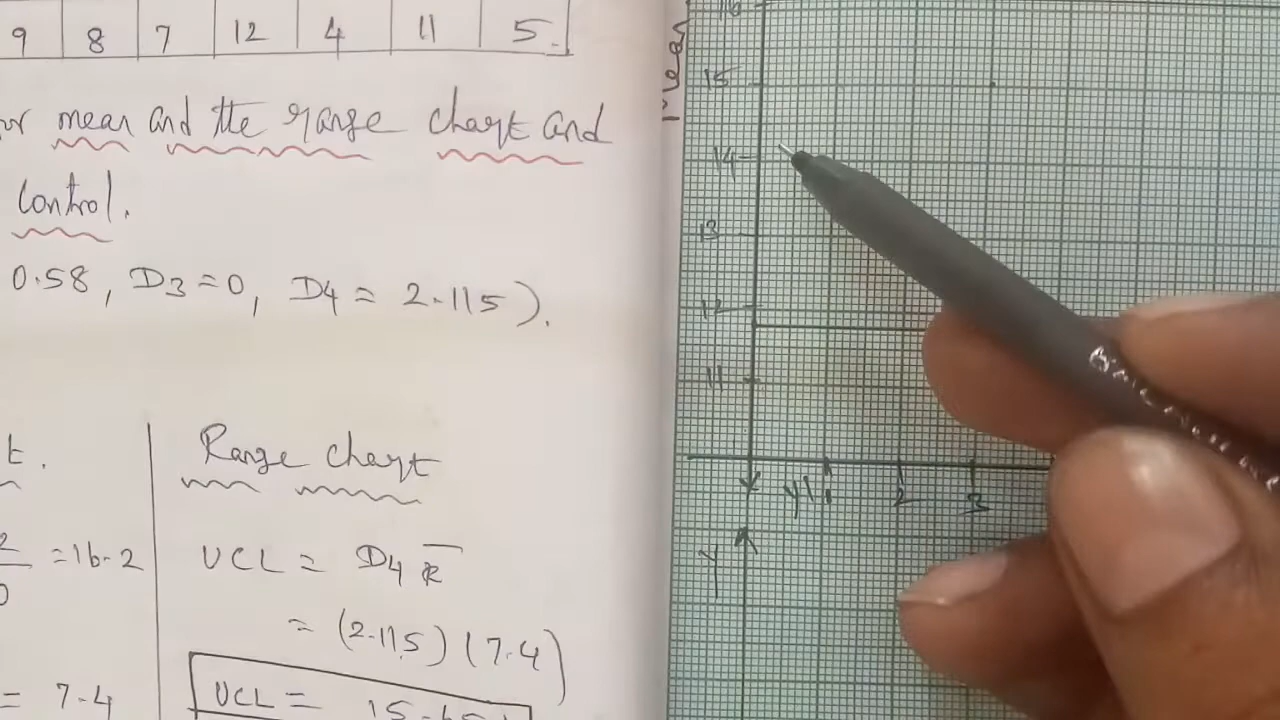 9 8 7 12 4 11 5.
mean and the range chart and
Control.
0.58, D3 = 0, D4 = 2.115).
t.
Range chart
= 16.2
UCL = D4 R̅
= (2.115) (7.4)
= 7.4
UCL =
Mean
16
15
14
13
12
11
y' 1 2 3
y